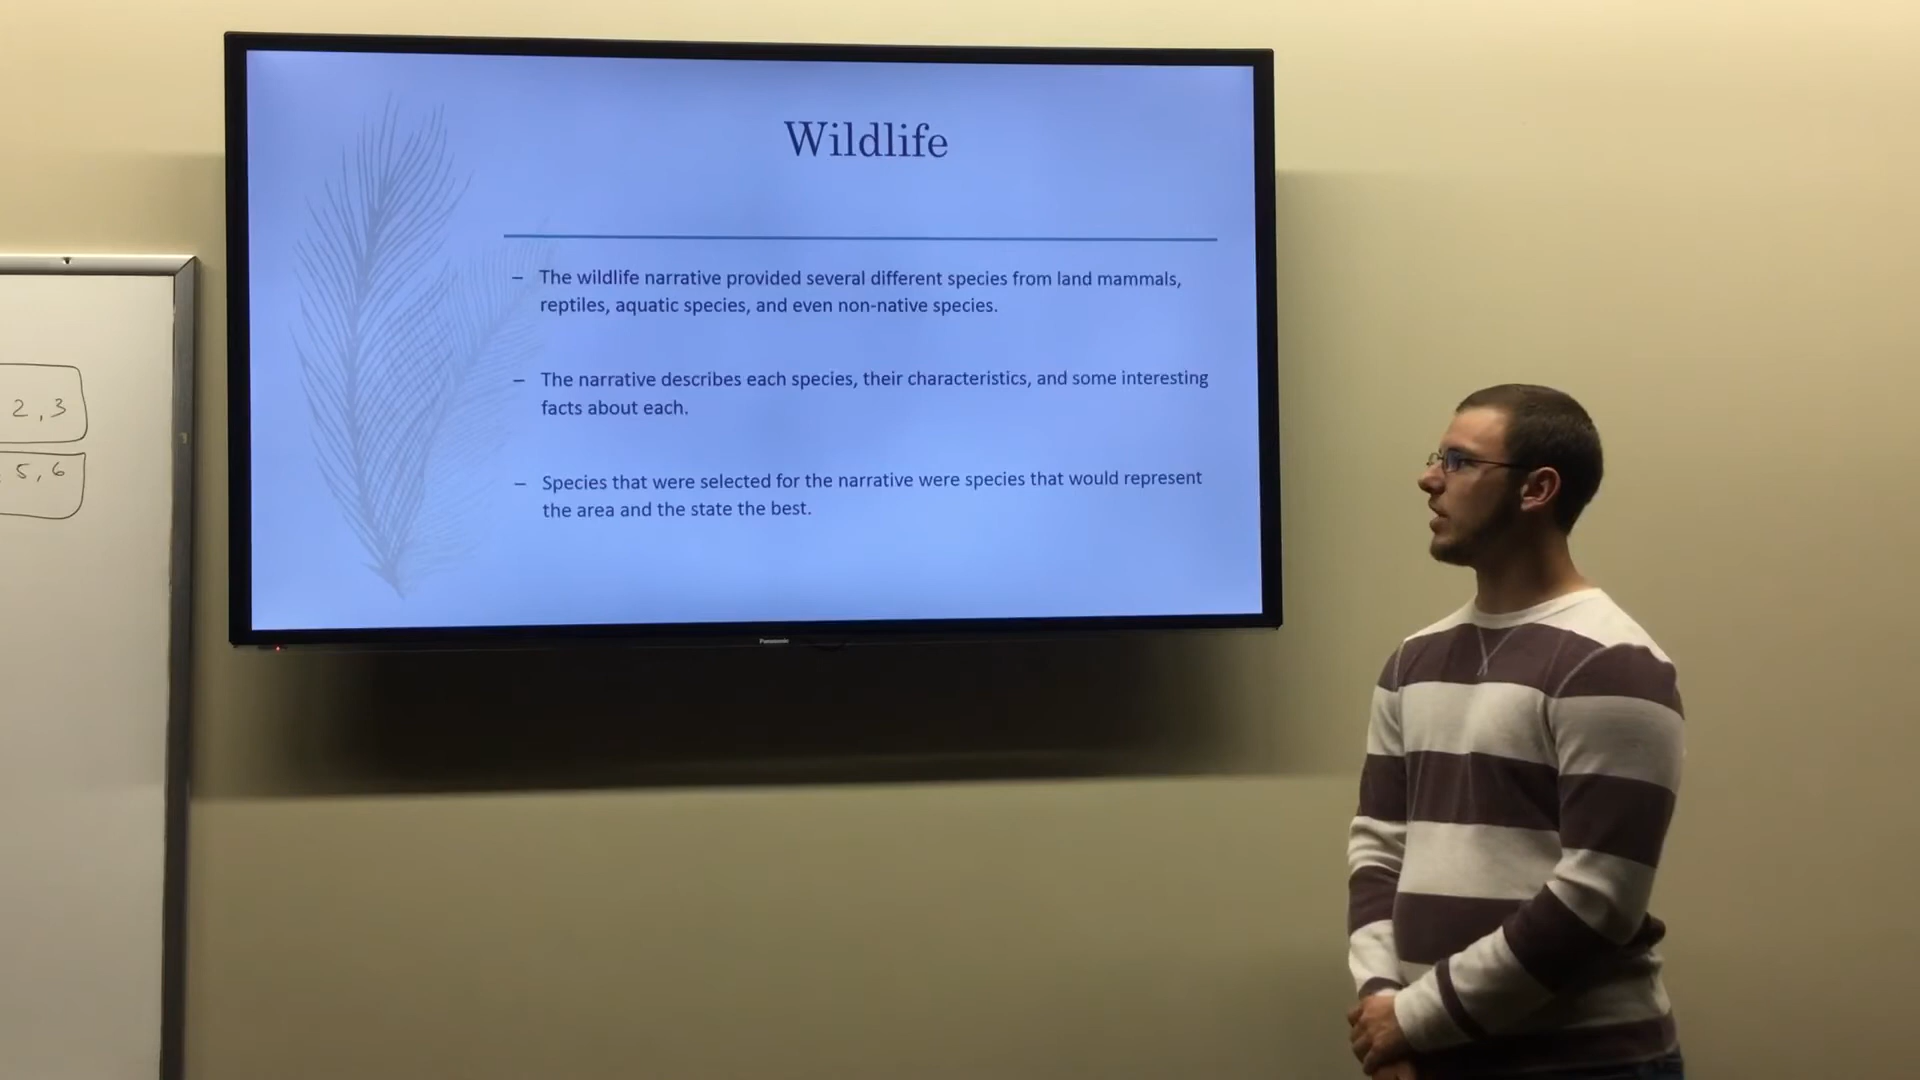 Wildlife
– The wildlife narrative provided several different species from land mammals,
reptiles, aquatic species, and even non-native species.
– The narrative describes each species, their characteristics, and some interesting
facts about each.
– Species that were selected for the narrative were species that would represent
the area and the state the best.
Panasonic
2,3
5,6